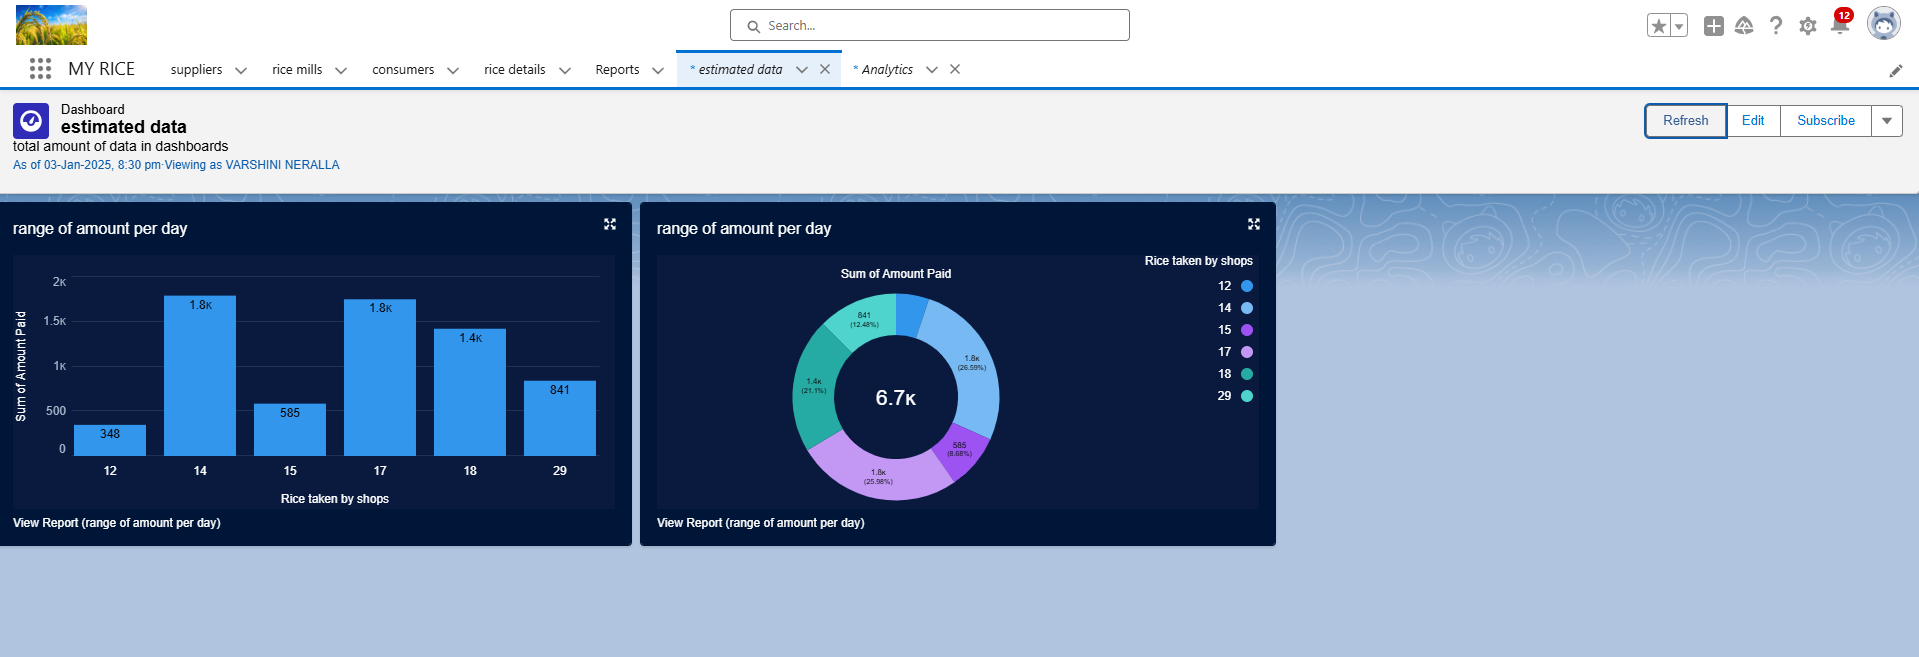 Search...
12
MY RICE
suppliers
rice mills
consumers
rice details
Reports
* estimated data
* Analytics
Dashboard
estimated data
total amount of data in dashboards
As of 03-Jan-2025, 8:30 pm·Viewing as VARSHINI NERALLA
Refresh
Edit
Subscribe
range of amount per day
Sum of Amount Paid
2K
1.5K
1K
500
0
348
1.8K
585
1.8K
1.4K
841
12
14
15
17
18
29
Rice taken by shops
View Report (range of amount per day)
range of amount per day
Sum of Amount Paid
Rice taken by shops
12
14
15
17
18
29
841
(12.48%)
1.8K
(26.59%)
1.4K
(21.1%)
6.7K
585
(8.68%)
1.8K
(25.98%)
View Report (range of amount per day)